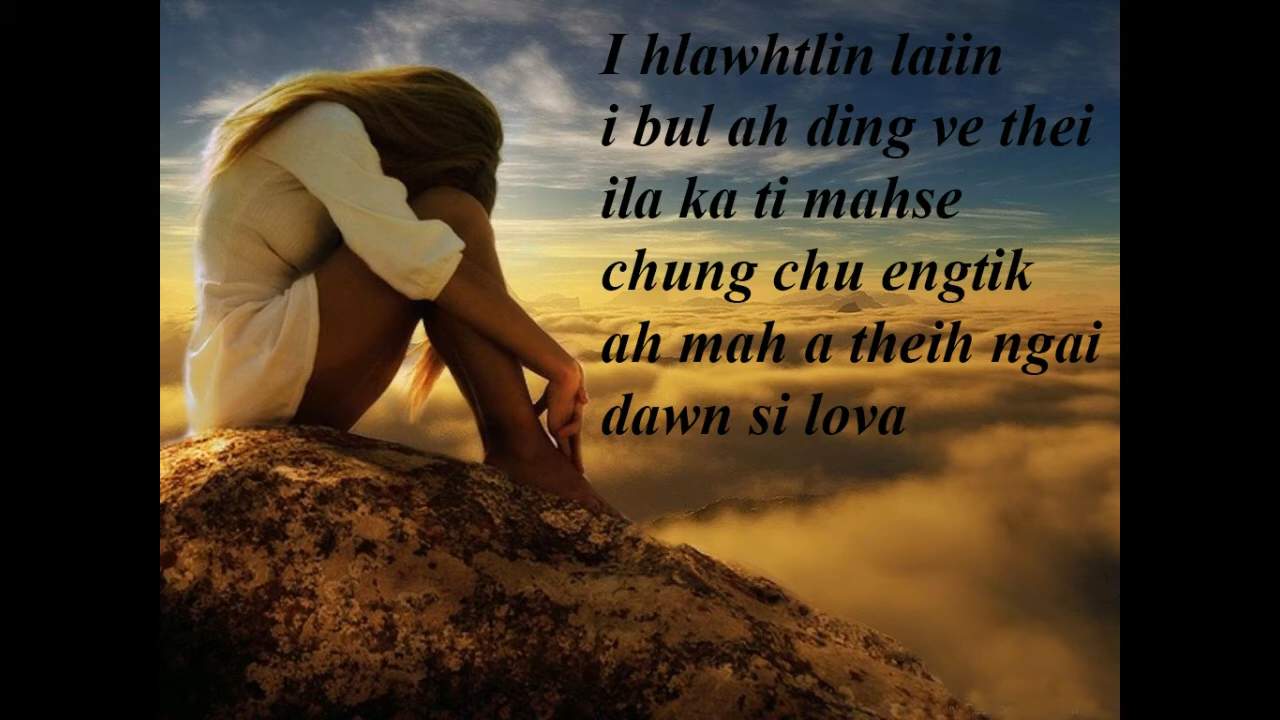 I hlawhtlin laiin
i bul ah ding ve thei
ila ka ti mahse
chung chu engtik
ah mah a theih ngai
dawn si lova